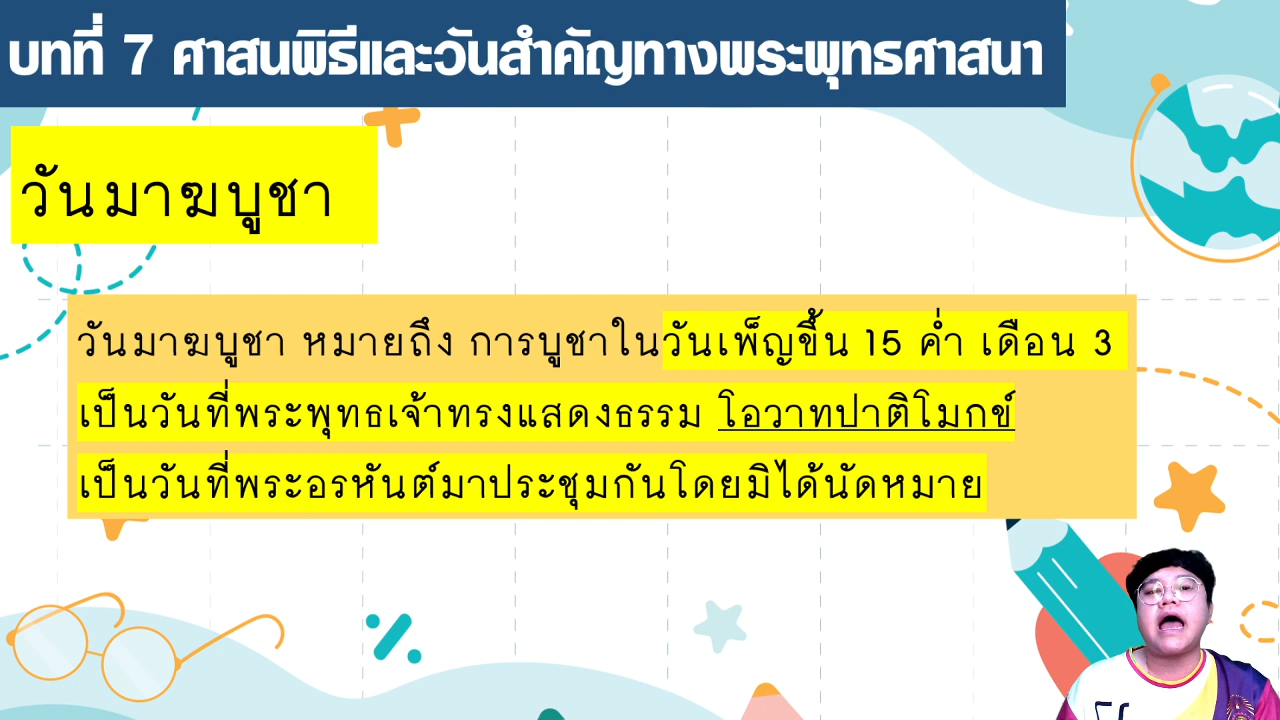 บทที่ 7 ศาสนพิธีและวันสำคัญทางพระพุทธศาสนา
วันมาฆบูชา
วันมาฆบูชา หมายถึง การบูชาในวันเพ็ญขึ้น 15 ค่ำ เดือน 3
เป็นวันที่พระพุทธเจ้าทรงแสดงธรรม โอวาทปาติโมกข์
เป็นวันที่พระอรหันต์มาประชุมกันโดยมิได้นัดหมาย